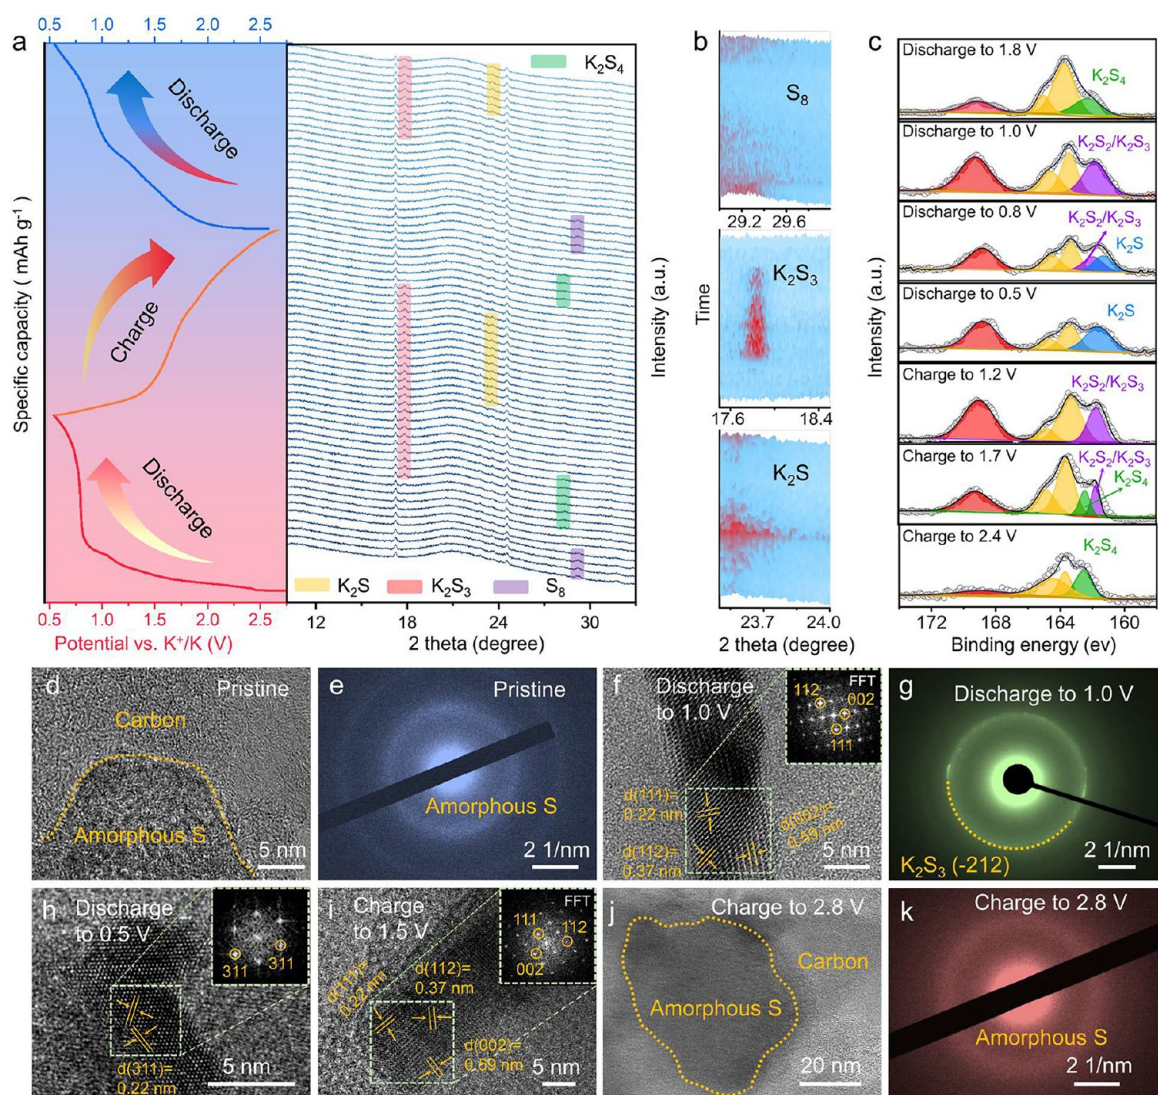 0.5 1.0 1.5 2.0 2.5
a
Specific capacity ( mAh g⁻¹)
Discharge
Charge
Discharge
0.5 1.0 1.5 2.0 2.5
Potential vs. K⁺/K (V)
K₂S₄
K₂S K₂S₃ S₈
12 15 18 21 24 27 30 33
2 theta (degree)
Intensity (a.u.)
b
S₈
29.2 29.6
Time
K₂S₃
17.6 18.4
K₂S
23.7 24.0
2 theta (degree)
c
Intensity (a.u.)
Discharge to 1.8 V
K₂S₄
Discharge to 1.0 V
K₂S₂/K₂S₃
Discharge to 0.8 V
K₂S₂/K₂S₃
K₂S
Discharge to 0.5 V
K₂S
Charge to 1.2 V
K₂S₂/K₂S₃
Charge to 1.7 V
K₂S₂/K₂S₃
K₂S₄
Charge to 2.4 V
K₂S₄
172 168 164 160
Binding energy (ev)
d Pristine
Carbon
Amorphous S
5 nm
e Pristine
Amorphous S
2 1/nm
f Discharge
to 1.0 V
FFT
112
002
111
d(111)=
0.22 nm
d(112)=
0.37 nm
d(002)=
0.59 nm
5 nm
g Discharge to 1.0 V
K₂S₃ (-212)
2 1/nm
h Discharge
to 0.5 V
311
311
d(311)=
0.22 nm
5 nm
i Charge
to 1.5 V
FFT
111
112
002
d(111)=
0.22 nm
d(112)=
0.37 nm
d(002)=
0.59 nm
5 nm
j Charge to 2.8 V
Carbon
Amorphous S
20 nm
k Charge to 2.8 V
Amorphous S
2 1/nm